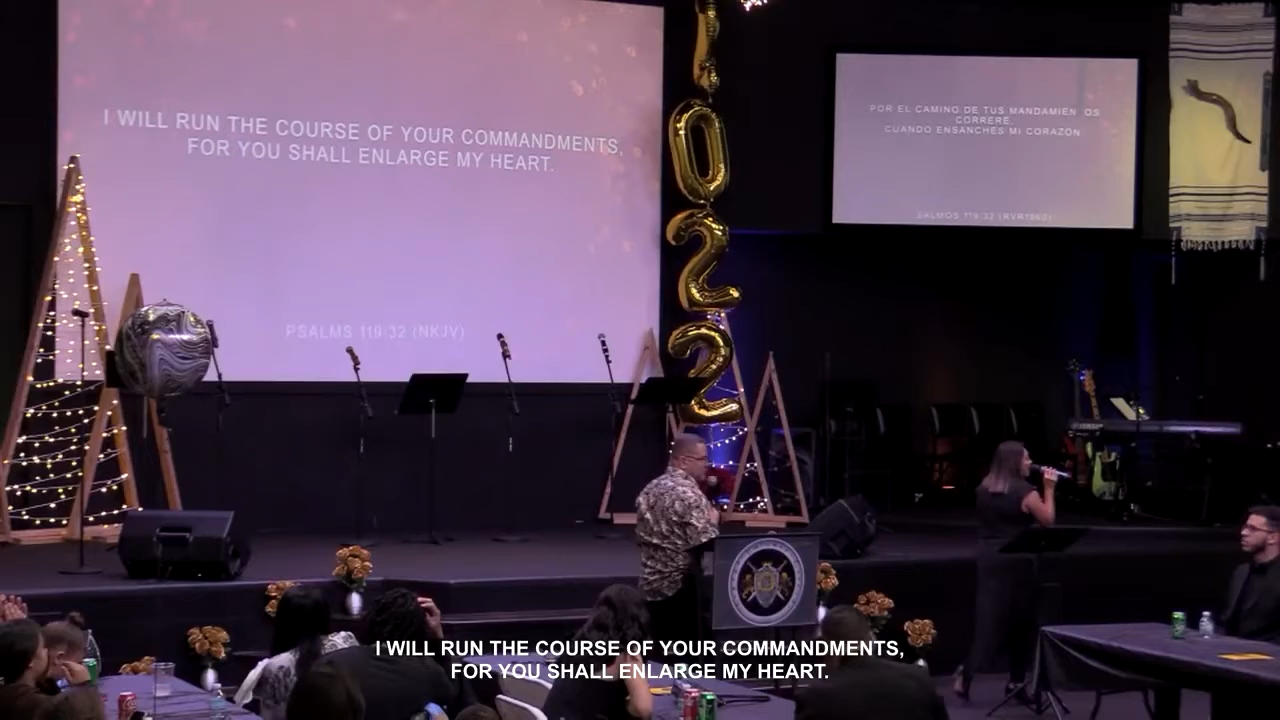 I WILL RUN THE COURSE OF YOUR COMMANDMENTS,
FOR YOU SHALL ENLARGE MY HEART.
PSALMS 119:32 (NKJV)
2022
POR EL CAMINO DE TUS MANDAMIEN OS
CORRERÉ,
CUANDO ENSANCHES MI CORAZÓN
SALMOS 119:32 (RVR1960)
I WILL RUN THE COURSE OF YOUR COMMANDMENTS,
FOR YOU SHALL ENLARGE MY HEART.